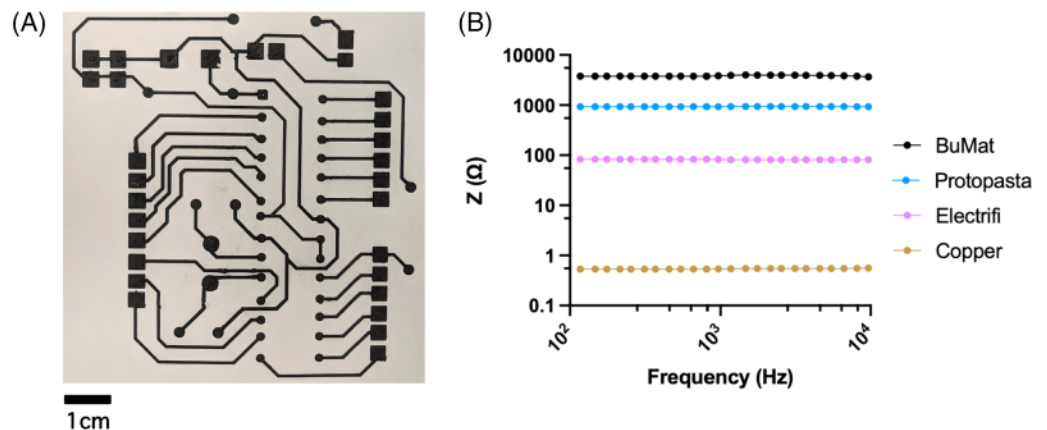 (A)
1cm
(B)
10000
1000
100
10
1
0.1
Z (Ω)
10²
10³
10⁴
Frequency (Hz)
BuMat
Protopasta
Electrifi
Copper